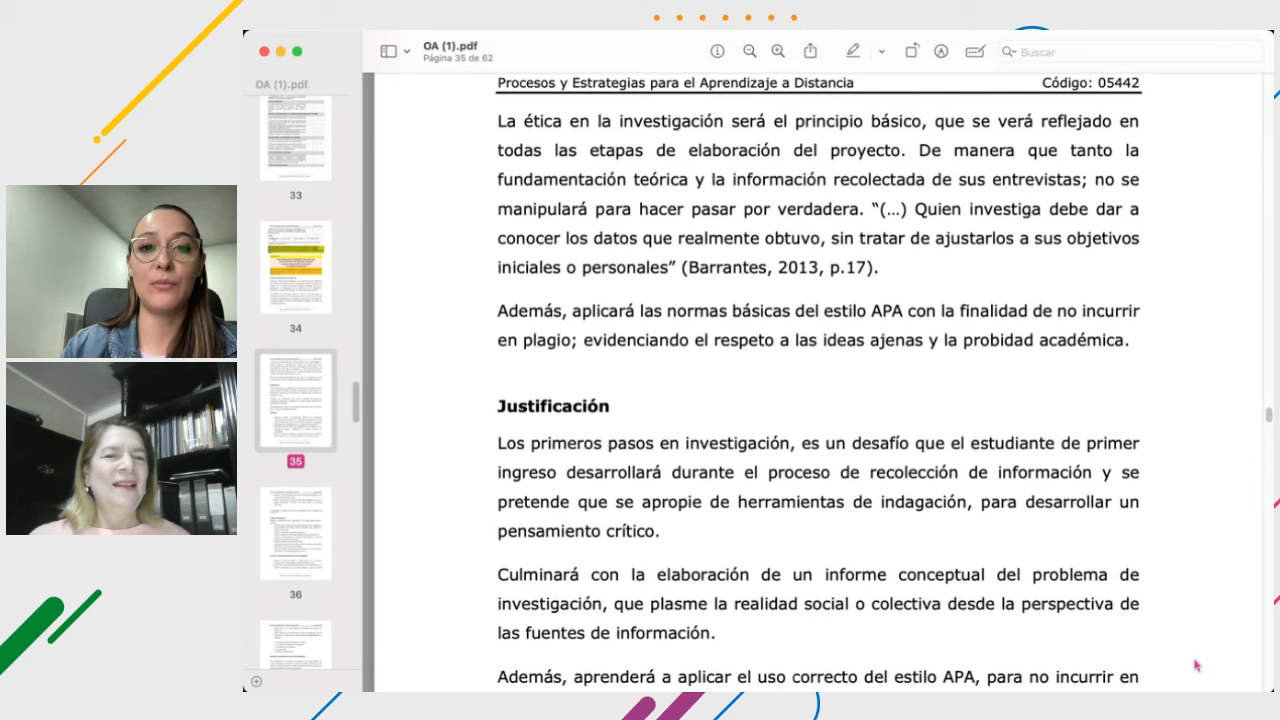 OA (1).pdf
Página 35 de 62
Buscar
OA (1).pdf
33
34
35
36
Procesos y Estrategias para el Aprendizaje a Distancia Código: 05442
La ética en la investigación es el principio básico, que deberá respetado en
todas las etapas de elaboración del proyecto. De manera que tanto la
fundamentación teórica y la información recolectada de sus entrevistas; no se
manipulará para hacer pasar por verdadera. “(…) Quien investiga debe dar a
conocer los datos que realmente obtuvo, sin tratar de ajustarlos a sus objetivos
iniciales o personales” (Barrantes, 2016, p.17).
Además, aplicará las normas básicas del estilo APA con la finalidad de no incurrir
en plagio; evidenciando el respeto a las ideas ajenas y la probidad académica.
Justificación
Los primeros pasos en investigación, es un desafío que el estudiante de primer
ingreso desarrollará durante el proceso de recolección de información y se
pretende que se apropie gradualmente de la indagación para desarrollar un
pensamiento crítico.
Culminar con la elaboración de un informe conceptual del problema de
investigación, que plasme la realidad social o colectiva desde la perspectiva de
las fuentes de información.
Además, aprenderá a aplicar el uso correcto del estilo APA, para no incurrir en